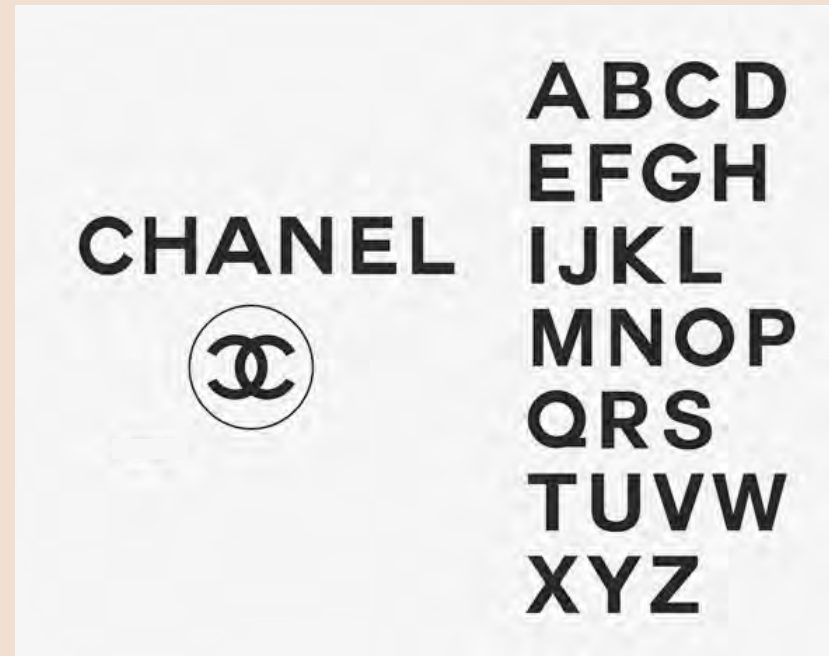 CHANEL
ABCD
EFGH
IJKL
MNOP
QRS
TUVW
XYZ